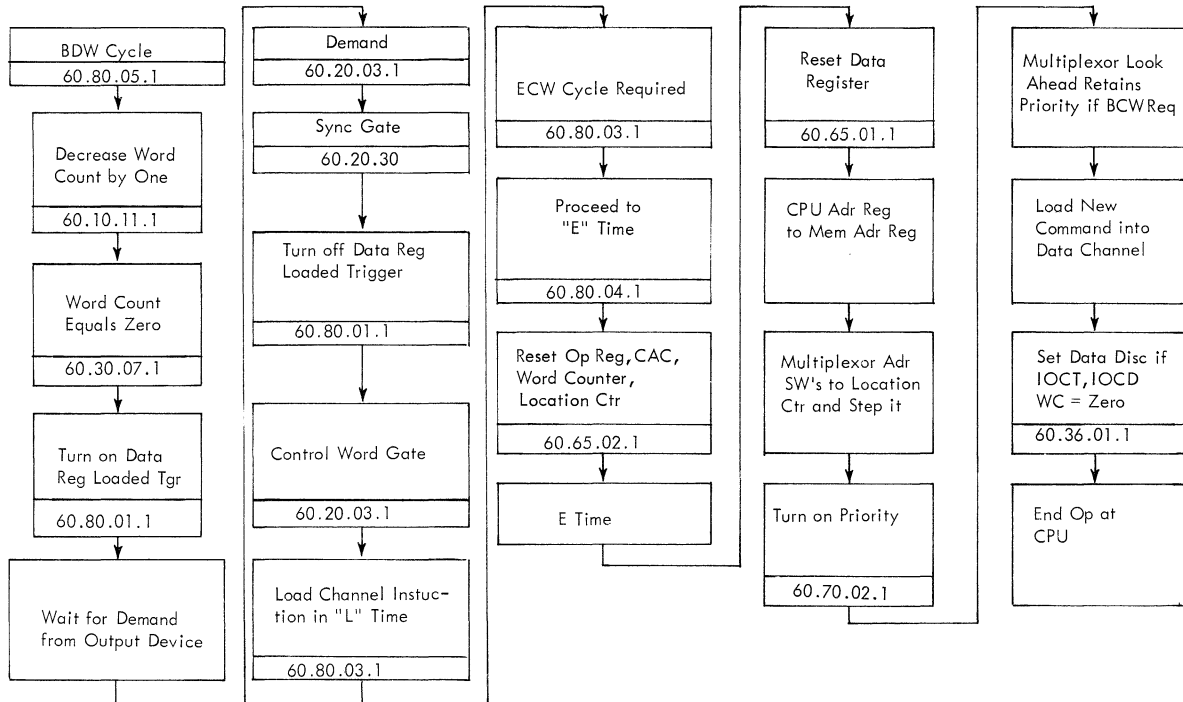 BDW Cycle
60.80.05.1
Decrease Word
Count by One
60.10.11.1
Word Count
Equals Zero
60.30.07.1
Turn on Data
Reg Loaded Tgr
60.80.01.1
Wait for Demand
from Output Device
Demand
60.20.03.1
Sync Gate
60.20.30
Turn off Data Reg
Loaded Trigger
60.80.01.1
Control Word Gate
60.20.03.1
Load Channel Instuc-
tion in "L" Time
60.80.03.1
ECW Cycle Required
60.80.03.1
Proceed to
"E" Time
60.80.04.1
Reset Op Reg, CAC,
Word Counter,
Location Ctr
60.65.02.1
E Time
Reset Data
Register
60.65.01.1
CPU Adr Reg
to Mem Adr Reg
Multiplexor Adr
SW's to Location
Ctr and Step it
Turn on Priority
60.70.02.1
Multiplexor Look
Ahead Retains
Priority if BCW Req
Load New
Command into
Data Channel
Set Data Disc if
IOCT, IOCD
WC = Zero
60.36.01.1
End Op at
CPU